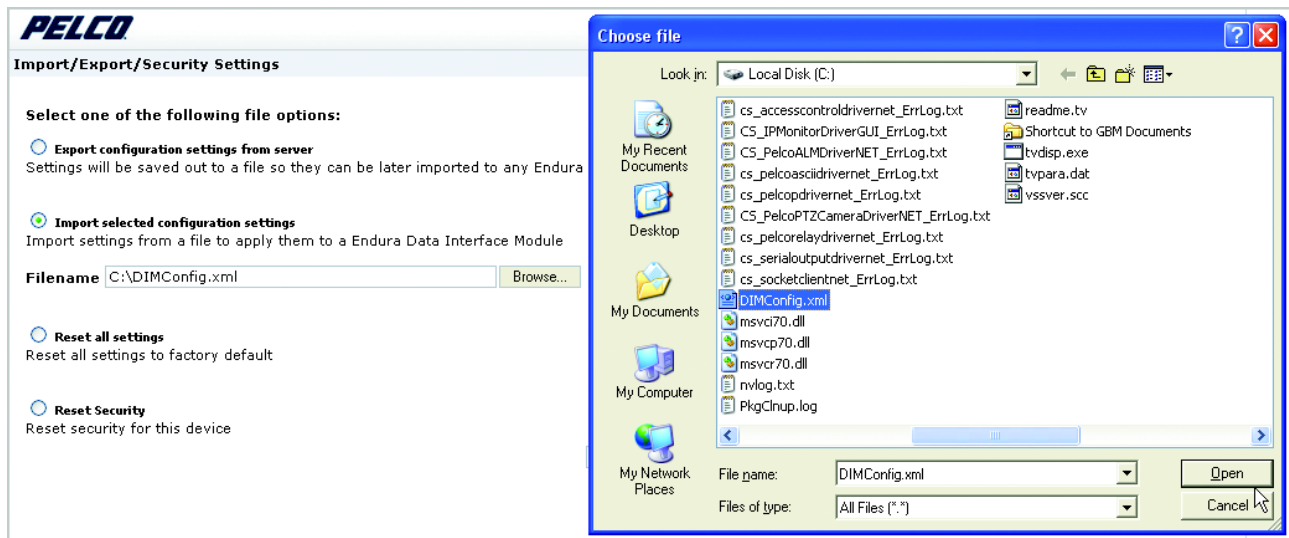 PELCO
Import/Export/Security Settings
Select one of the following file options:
Export configuration settings from server
Settings will be saved out to a file so they can be later imported to any Endura
Import selected configuration settings
Import settings from a file to apply them to a Endura Data Interface Module
Filename C:\DIMConfig.xml Browse...
Reset all settings
Reset all settings to factory default
Reset Security
Reset security for this device
Choose file
Look in: Local Disk (C:)
My Recent
Documents
Desktop
My Documents
My Computer
My Network
Places
cs_accesscontroldrivernet_ErrLog.txt
CS_IPMonitorDriverGUI_ErrLog.txt
CS_PelcoALMDriverNET_ErrLog.txt
cs_pelcoasciidrivernet_ErrLog.txt
cs_pelcopdrivernet_ErrLog.txt
CS_PelcoPTZCameraDriverNET_ErrLog.txt
cs_pelcorelaydrivernet_ErrLog.txt
cs_serialoutputdrivernet_ErrLog.txt
cs_socketclientnet_ErrLog.txt
DIMConfig.xml
msvci70.dll
msvcp70.dll
msvcr70.dll
nvlog.txt
PkgClnup.log
readme.tv
Shortcut to GBM Documents
tvdisp.exe
tvpara.dat
vssver.scc
File name: DIMConfig.xml Open
Files of type: All Files (*.*) Cancel